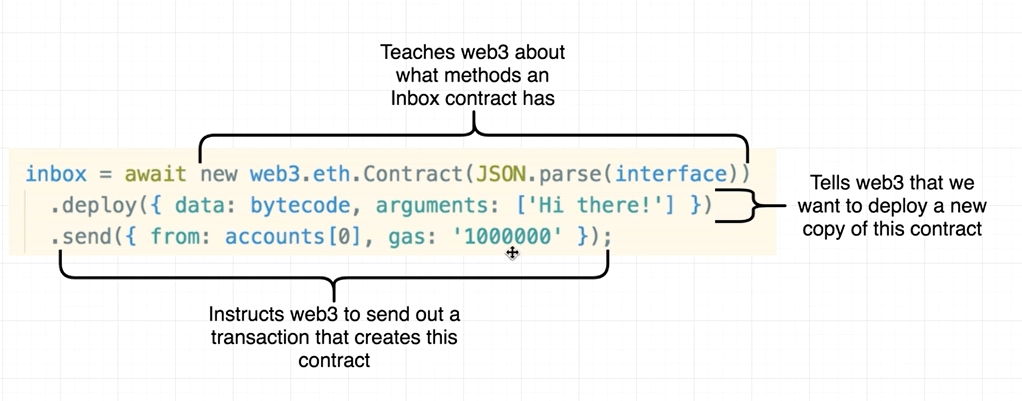 Teaches web3 about
what methods an
Inbox contract has
inbox = await new web3.eth.Contract(JSON.parse(interface))
.deploy({ data: bytecode, arguments: ['Hi there!'] })
.send({ from: accounts[0], gas: '1000000' });
Tells web3 that we
want to deploy a new
copy of this contract
Instructs web3 to send out a
transaction that creates this
contract